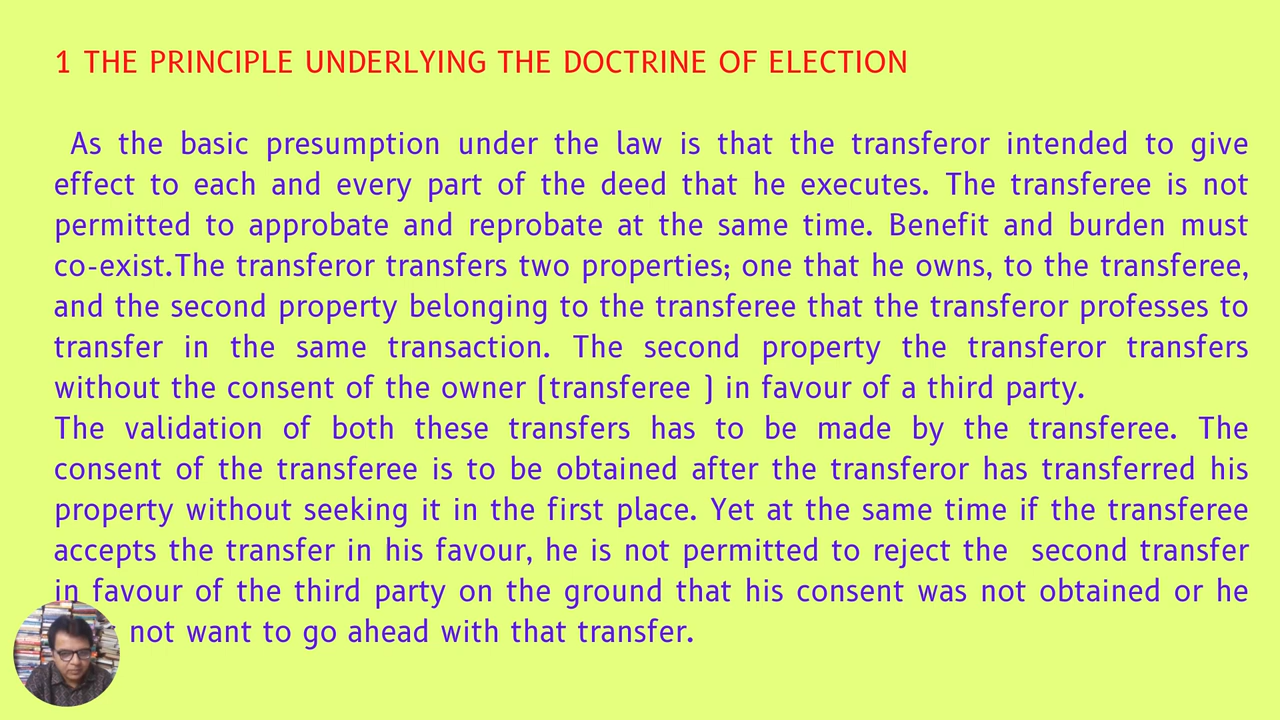 1 THE PRINCIPLE UNDERLYING THE DOCTRINE OF ELECTION
As the basic presumption under the law is that the transferor intended to give
effect to each and every part of the deed that he executes. The transferee is not
permitted to approbate and reprobate at the same time. Benefit and burden must
co-exist.The transferor transfers two properties; one that he owns, to the transferee,
and the second property belonging to the transferee that the transferor professes to
transfer in the same transaction. The second property the transferor transfers
without the consent of the owner (transferee ) in favour of a third party.
The validation of both these transfers has to be made by the transferee. The
consent of the transferee is to be obtained after the transferor has transferred his
property without seeking it in the first place. Yet at the same time if the transferee
accepts the transfer in his favour, he is not permitted to reject the second transfer
in favour of the third party on the ground that his consent was not obtained or he
not want to go ahead with that transfer.